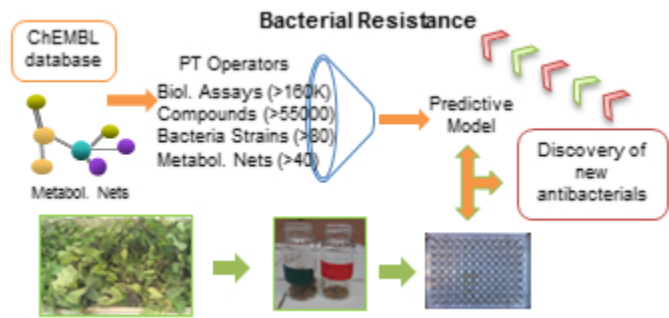 Bacterial Resistance
ChEMBL
database
PT Operators
Biol. Assays (>160K)
Compounds (>55000)
Bacteria Strains (>80)
Metabol. Nets (>40)
Metabol. Nets
Predictive
Model
Discovery of
new
antibacterials